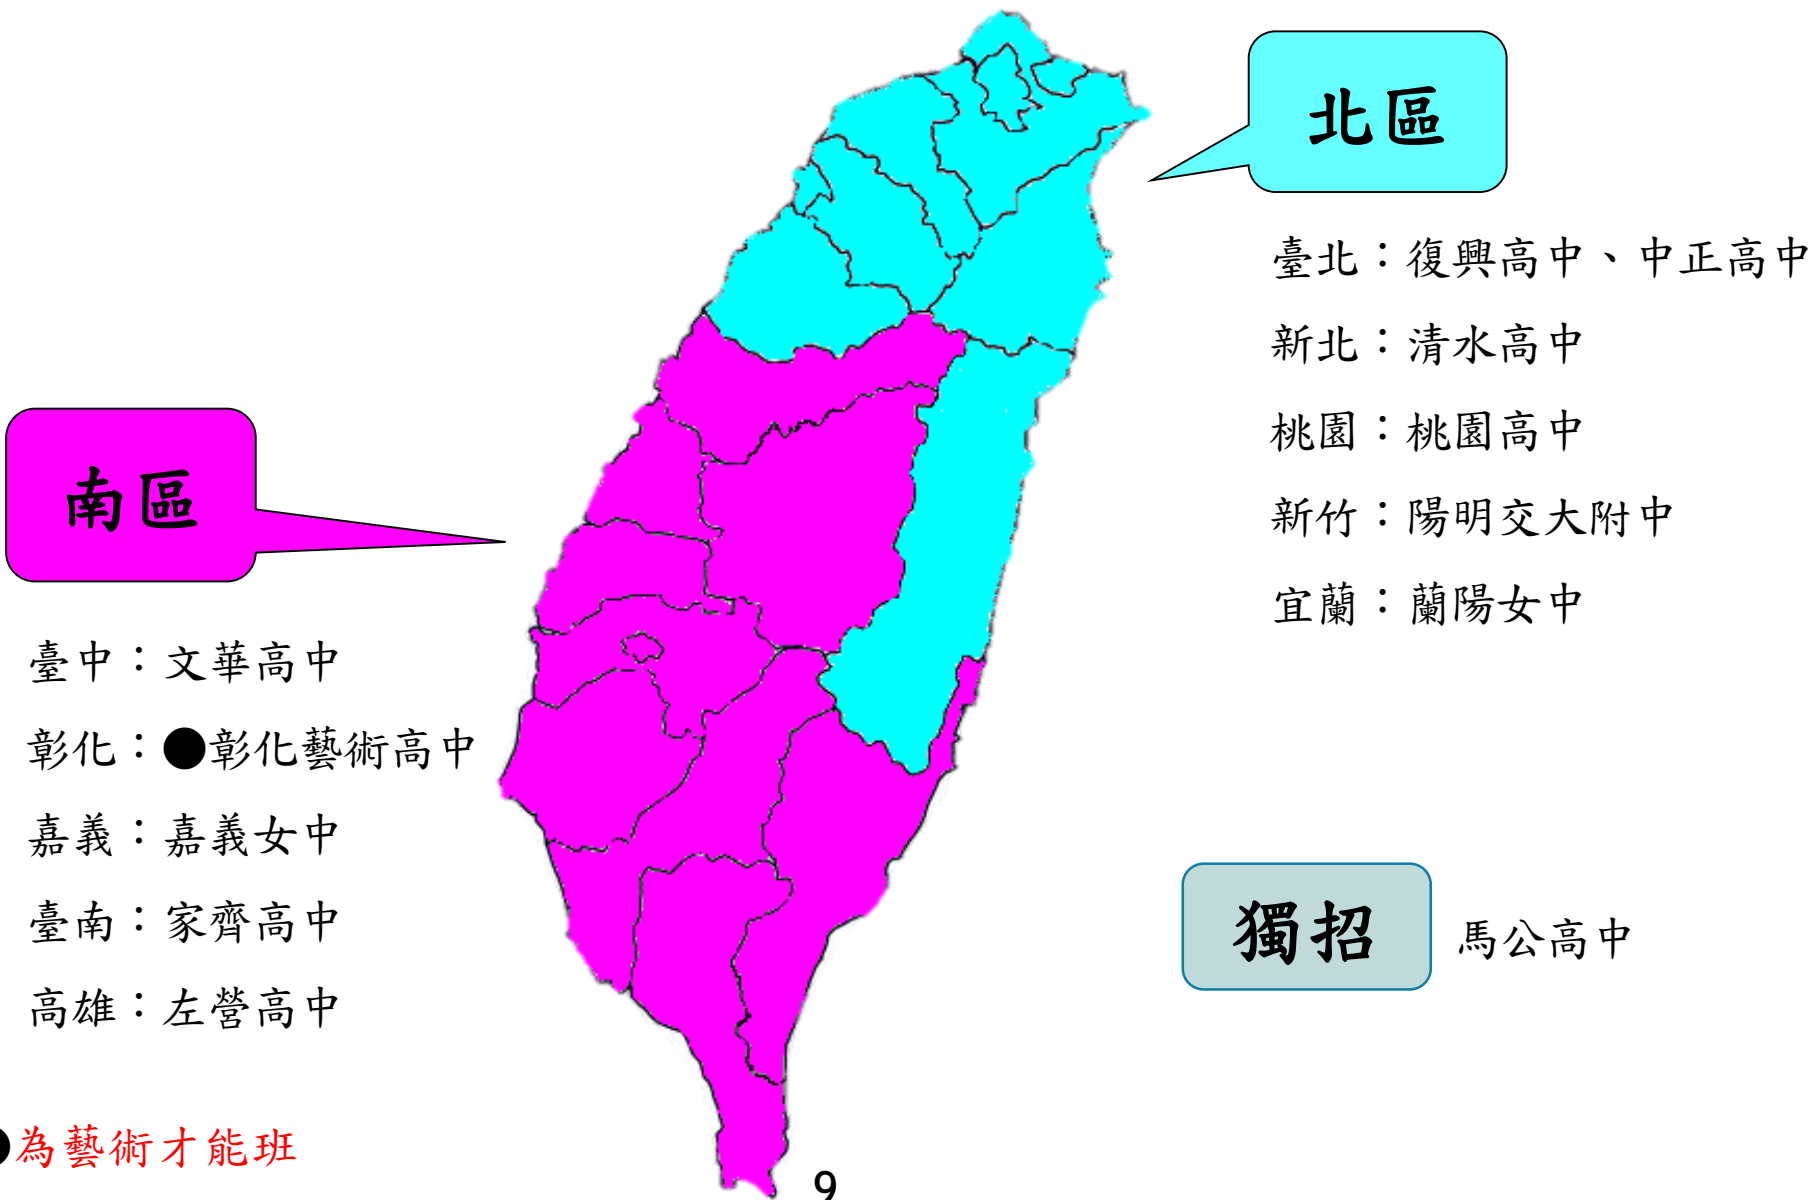 北區
臺北：復興高中、中正高中
新北：清水高中
桃園：桃園高中
新竹：陽明交大附中
宜蘭：蘭陽女中
南區
臺中：文華高中
彰化：●彰化藝術高中
嘉義：嘉義女中
臺南：家齊高中
高雄：左營高中
獨招
馬公高中
●為藝術才能班
9